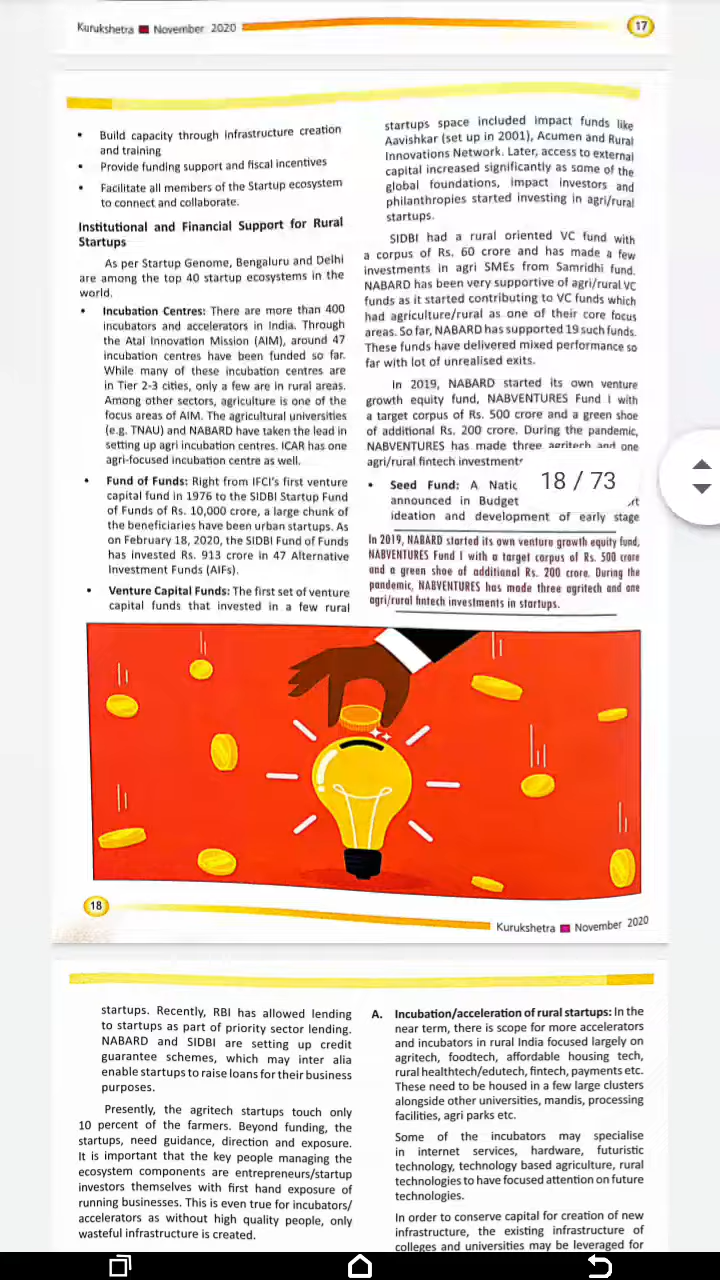 Kurukshetra November 2020
17
• Build capacity through infrastructure creation
and training
• Provide funding support and fiscal incentives
• Facilitate all members of the Startup ecosystem
to connect and collaborate.
Institutional and Financial Support for Rural
Startups
As per Startup Genome, Bengaluru and Delhi
are among the top 40 startup ecosystems in the
world.
• Incubation Centres: There are more than 400
incubators and accelerators in India. Through
the Atal Innovation Mission (AIM), around 47
incubation centres have been funded so far.
While many of these incubation centres are
in Tier 2-3 cities, only a few are in rural areas.
Among other sectors, agriculture is one of the
focus areas of AIM. The agricultural universities
(e.g. TNAU) and NABARD have taken the lead in
setting up agri incubation centres. ICAR has one
agri-focused incubation centre as well.
• Fund of Funds: Right from IFCI's first venture
capital fund in 1976 to the SIDBI Startup Fund
of Funds of Rs. 10,000 crore, a large chunk of
the beneficiaries have been urban startups. As
on February 18, 2020, the SIDBI Fund of Funds
has invested Rs. 913 crore in 47 Alternative
Investment Funds (AIFs).
• Venture Capital Funds: The first set of venture
capital funds that invested in a few rural
startups space included impact funds like
Aavishkar (set up in 2001), Acumen and Rural
Innovations Network. Later, access to external
capital increased significantly as some of the
global foundations, impact investors and
philanthropies started investing in agri/rural
startups.
SIDBI had a rural oriented VC fund with
a corpus of Rs. 60 crore and has made a few
investments in agri SMEs from Samridhi fund.
NABARD has been very supportive of agri/rural VC
funds as it started contributing to VC funds which
had agriculture/rural as one of their core focus
areas. So far, NABARD has supported 19 such funds.
These funds have delivered mixed performance so
far with lot of unrealised exits.
In 2019, NABARD started its own venture
growth equity fund, NABVENTURES Fund I with
a target corpus of Rs. 500 crore and a green shoe
of additional Rs. 200 crore. During the pandemic,
NABVENTURES has made three agritech and one
agri/rural fintech investment
• Seed Fund: A
announced in Budget
ideation and development of early stage
18 / 73
In 2019, NABARD started its own venture growth equity fund,
NABVENTURES Fund I with a target corpus of Rs. 500 crore
and a green shoe of additional Rs. 200 crore. During the
pandemic, NABVENTURES has made three agritech and one
agri/rural fintech investments in startups.
18
Kurukshetra November 2020
startups. Recently, RBI has allowed lending
to startups as part of priority sector lending.
NABARD and SIDBI are setting up credit
guarantee schemes, which may inter alia
enable startups to raise loans for their business
purposes.
Presently, the agritech startups touch only
10 percent of the farmers. Beyond funding, the
startups, need guidance, direction and exposure.
It is important that the key people managing the
ecosystem components are entrepreneurs/startup
investors themselves with first hand exposure of
running businesses. This is even true for incubators/
accelerators as without high quality people, only
wasteful infrastructure is created.
A. Incubation/acceleration of rural startups: In the
near term, there is scope for more accelerators
and incubators in rural India focused largely on
agritech, foodtech, affordable housing tech,
rural healthtech/edutech, fintech, payments etc.
These need to be housed in a few large clusters
alongside other universities, mandis, processing
facilities, agri parks etc.
Some of the incubators may specialise
in internet services, hardware, futuristic
technology, technology based agriculture, rural
technologies to have focused attention on future
technologies.
In order to conserve capital for creation of new
infrastructure, the existing infrastructure of
colleges and universities may be leveraged for